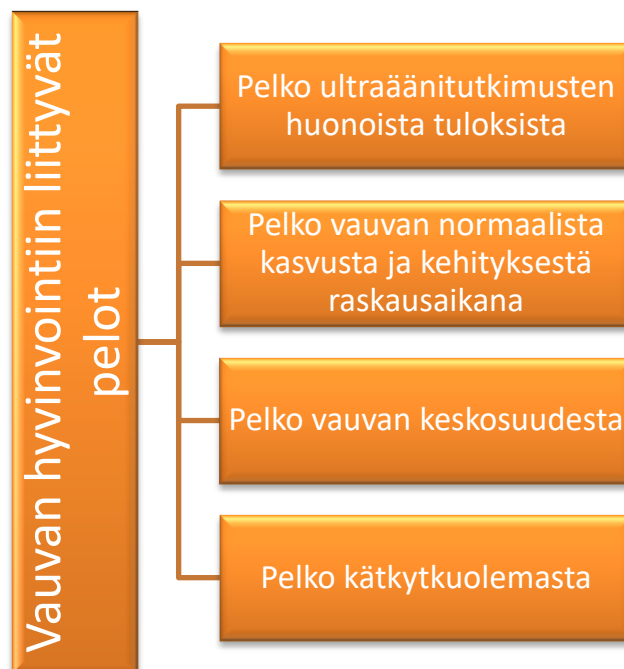 Vauvan hyvinvointiin liittyvät
pelot
Pelko ultraäänitutkimusten
huonoista tuloksista
Pelko vauvan normaalista
kasvusta ja kehityksestä
raskausaikana
Pelko vauvan keskosuudesta
Pelko kätkytkuolemasta